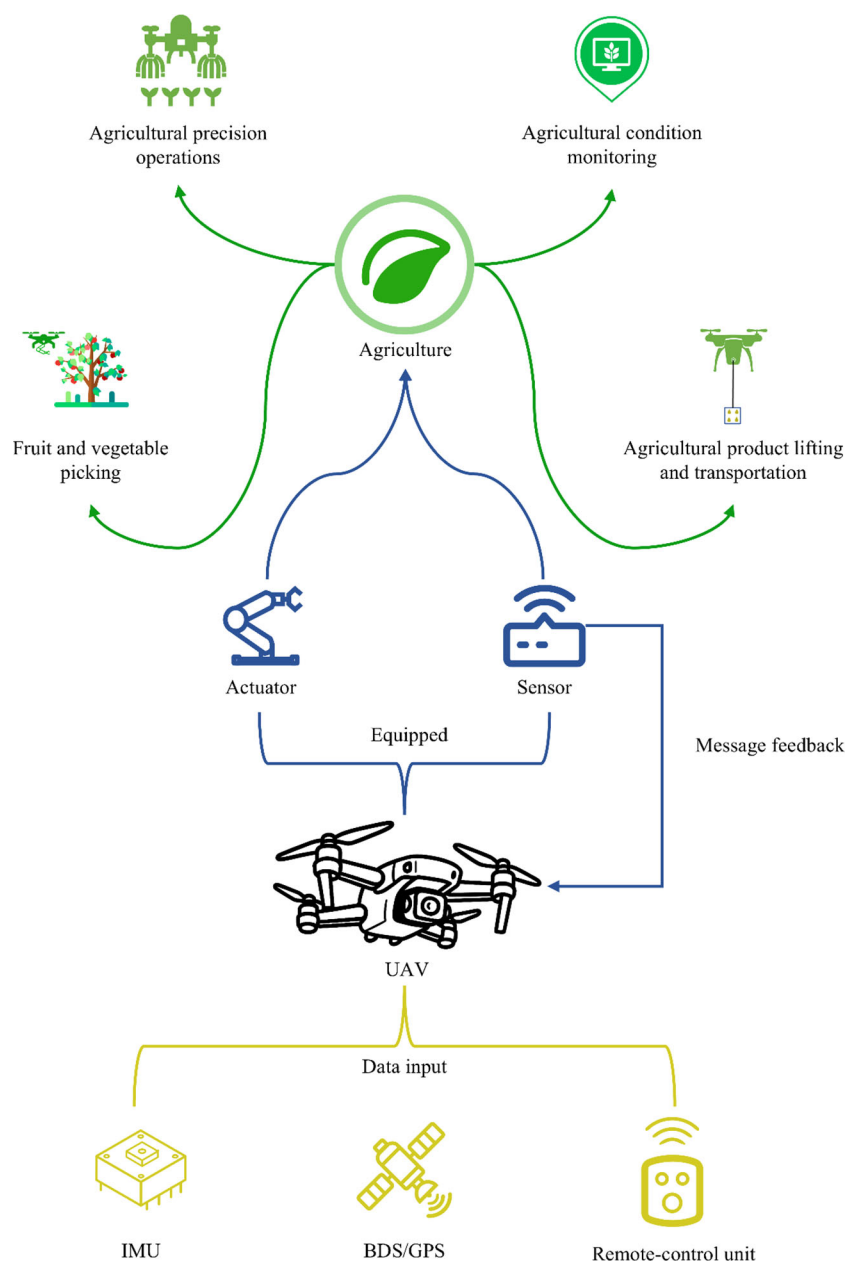 Agricultural precision
operations
Agricultural condition
monitoring
Agriculture
Fruit and vegetable
picking
Agricultural product lifting
and transportation
Actuator
Sensor
Equipped
Message feedback
UAV
Data input
IMU
BDS/GPS
Remote-control unit